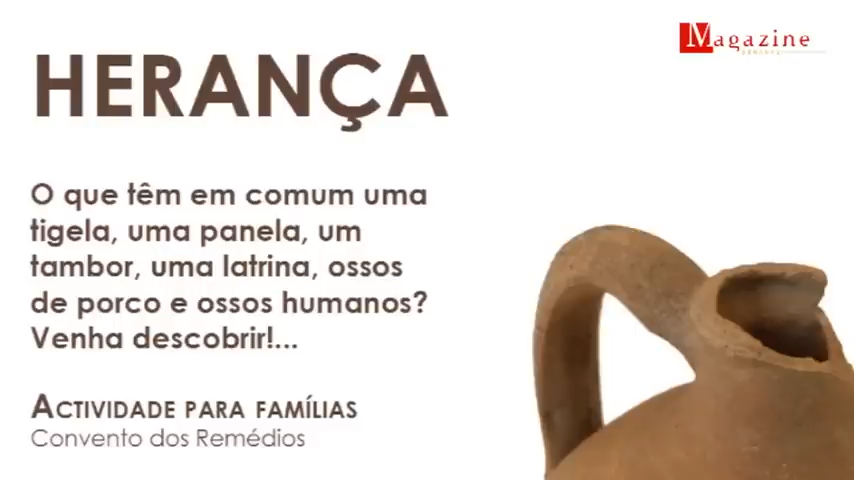 Magazine
HERANÇA
O que têm em comum uma
tigela, uma panela, um
tambor, uma latrina, ossos
de porco e ossos humanos?
Venha descobrir!...
ACTIVIDADE PARA FAMÍLIAS
Convento dos Remédios